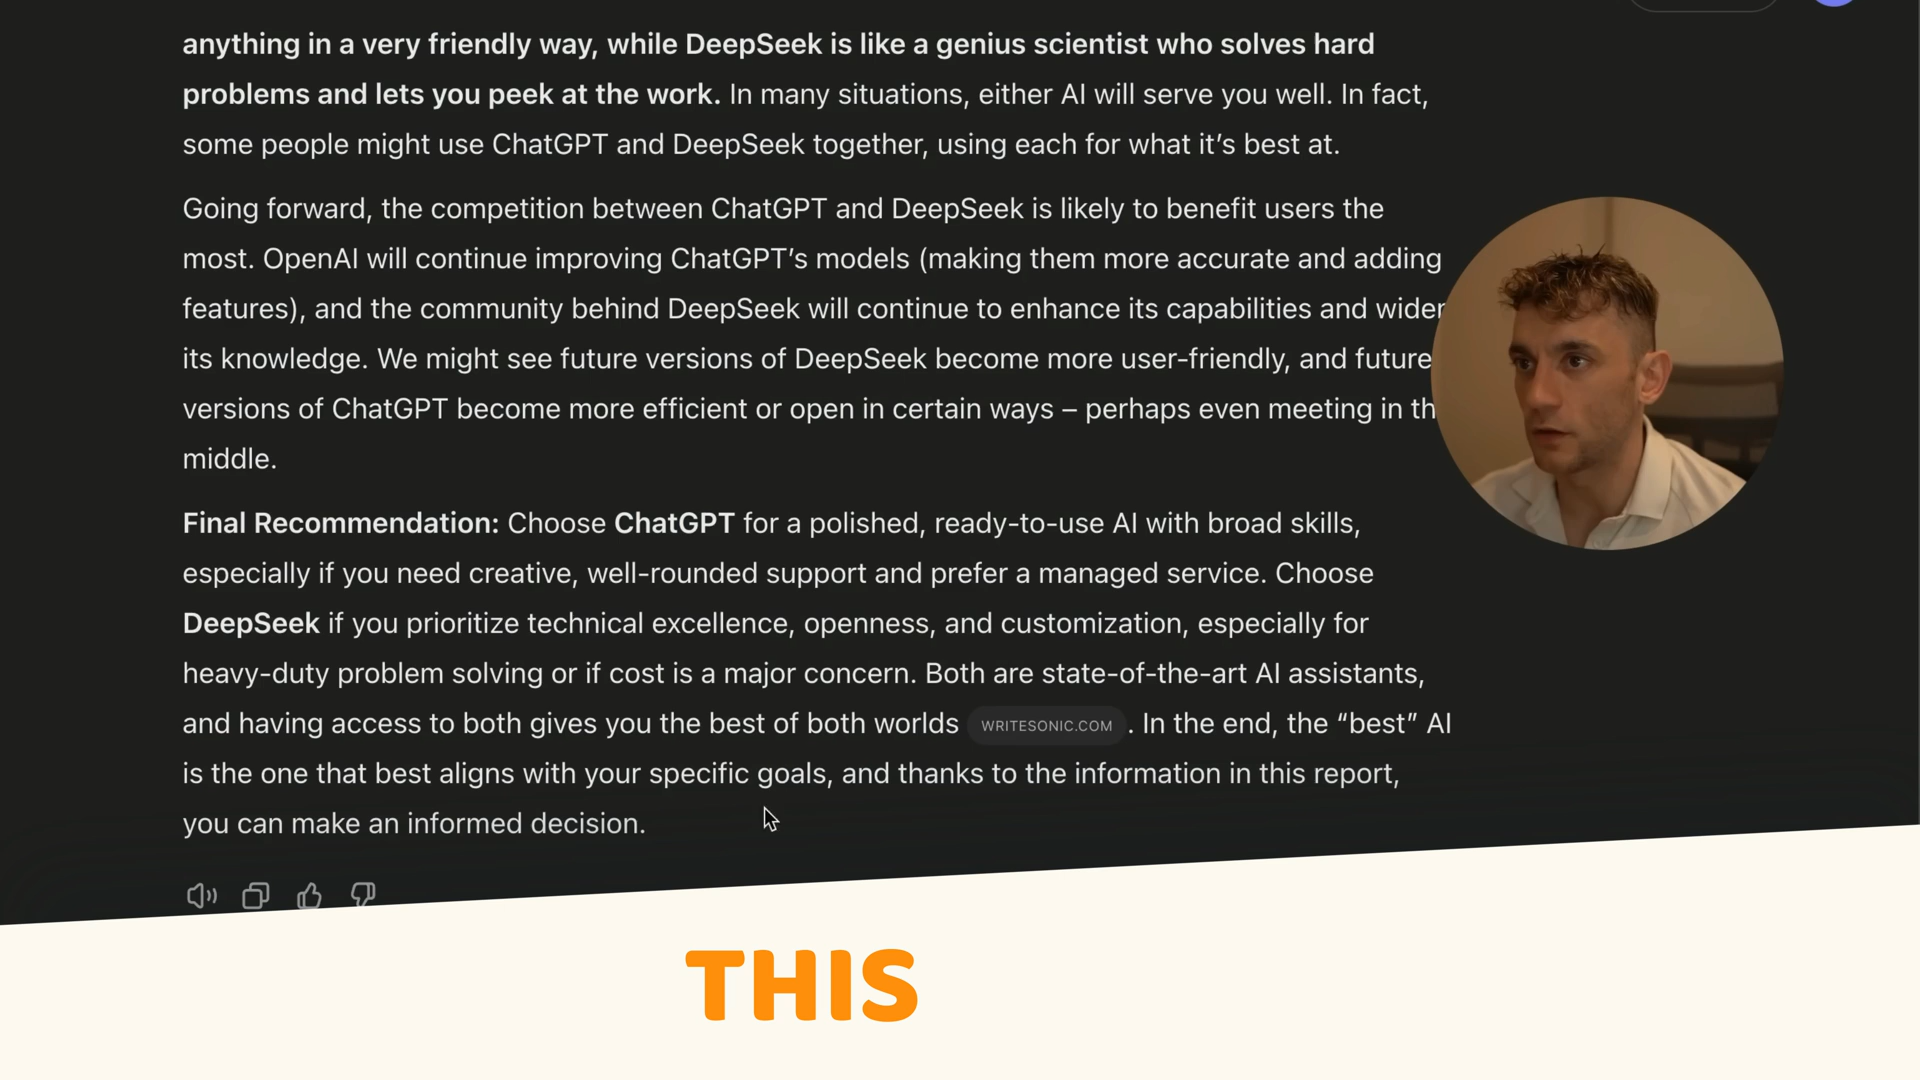 anything in a very friendly way, while DeepSeek is like a genius scientist who solves hard
problems and lets you peek at the work. In many situations, either AI will serve you well. In fact,
some people might use ChatGPT and DeepSeek together, using each for what it’s best at.
Going forward, the competition between ChatGPT and DeepSeek is likely to benefit users the
most. OpenAI will continue improving ChatGPT’s models (making them more accurate and adding
features), and the community behind DeepSeek will continue to enhance its capabilities and wider
its knowledge. We might see future versions of DeepSeek become more user-friendly, and future
versions of ChatGPT become more efficient or open in certain ways – perhaps even meeting in th
middle.
Final Recommendation: Choose ChatGPT for a polished, ready-to-use AI with broad skills,
especially if you need creative, well-rounded support and prefer a managed service. Choose
DeepSeek if you prioritize technical excellence, openness, and customization, especially for
heavy-duty problem solving or if cost is a major concern. Both are state-of-the-art AI assistants,
and having access to both gives you the best of both worlds WRITESONIC.COM . In the end, the “best” AI
is the one that best aligns with your specific goals, and thanks to the information in this report,
you can make an informed decision.
THIS